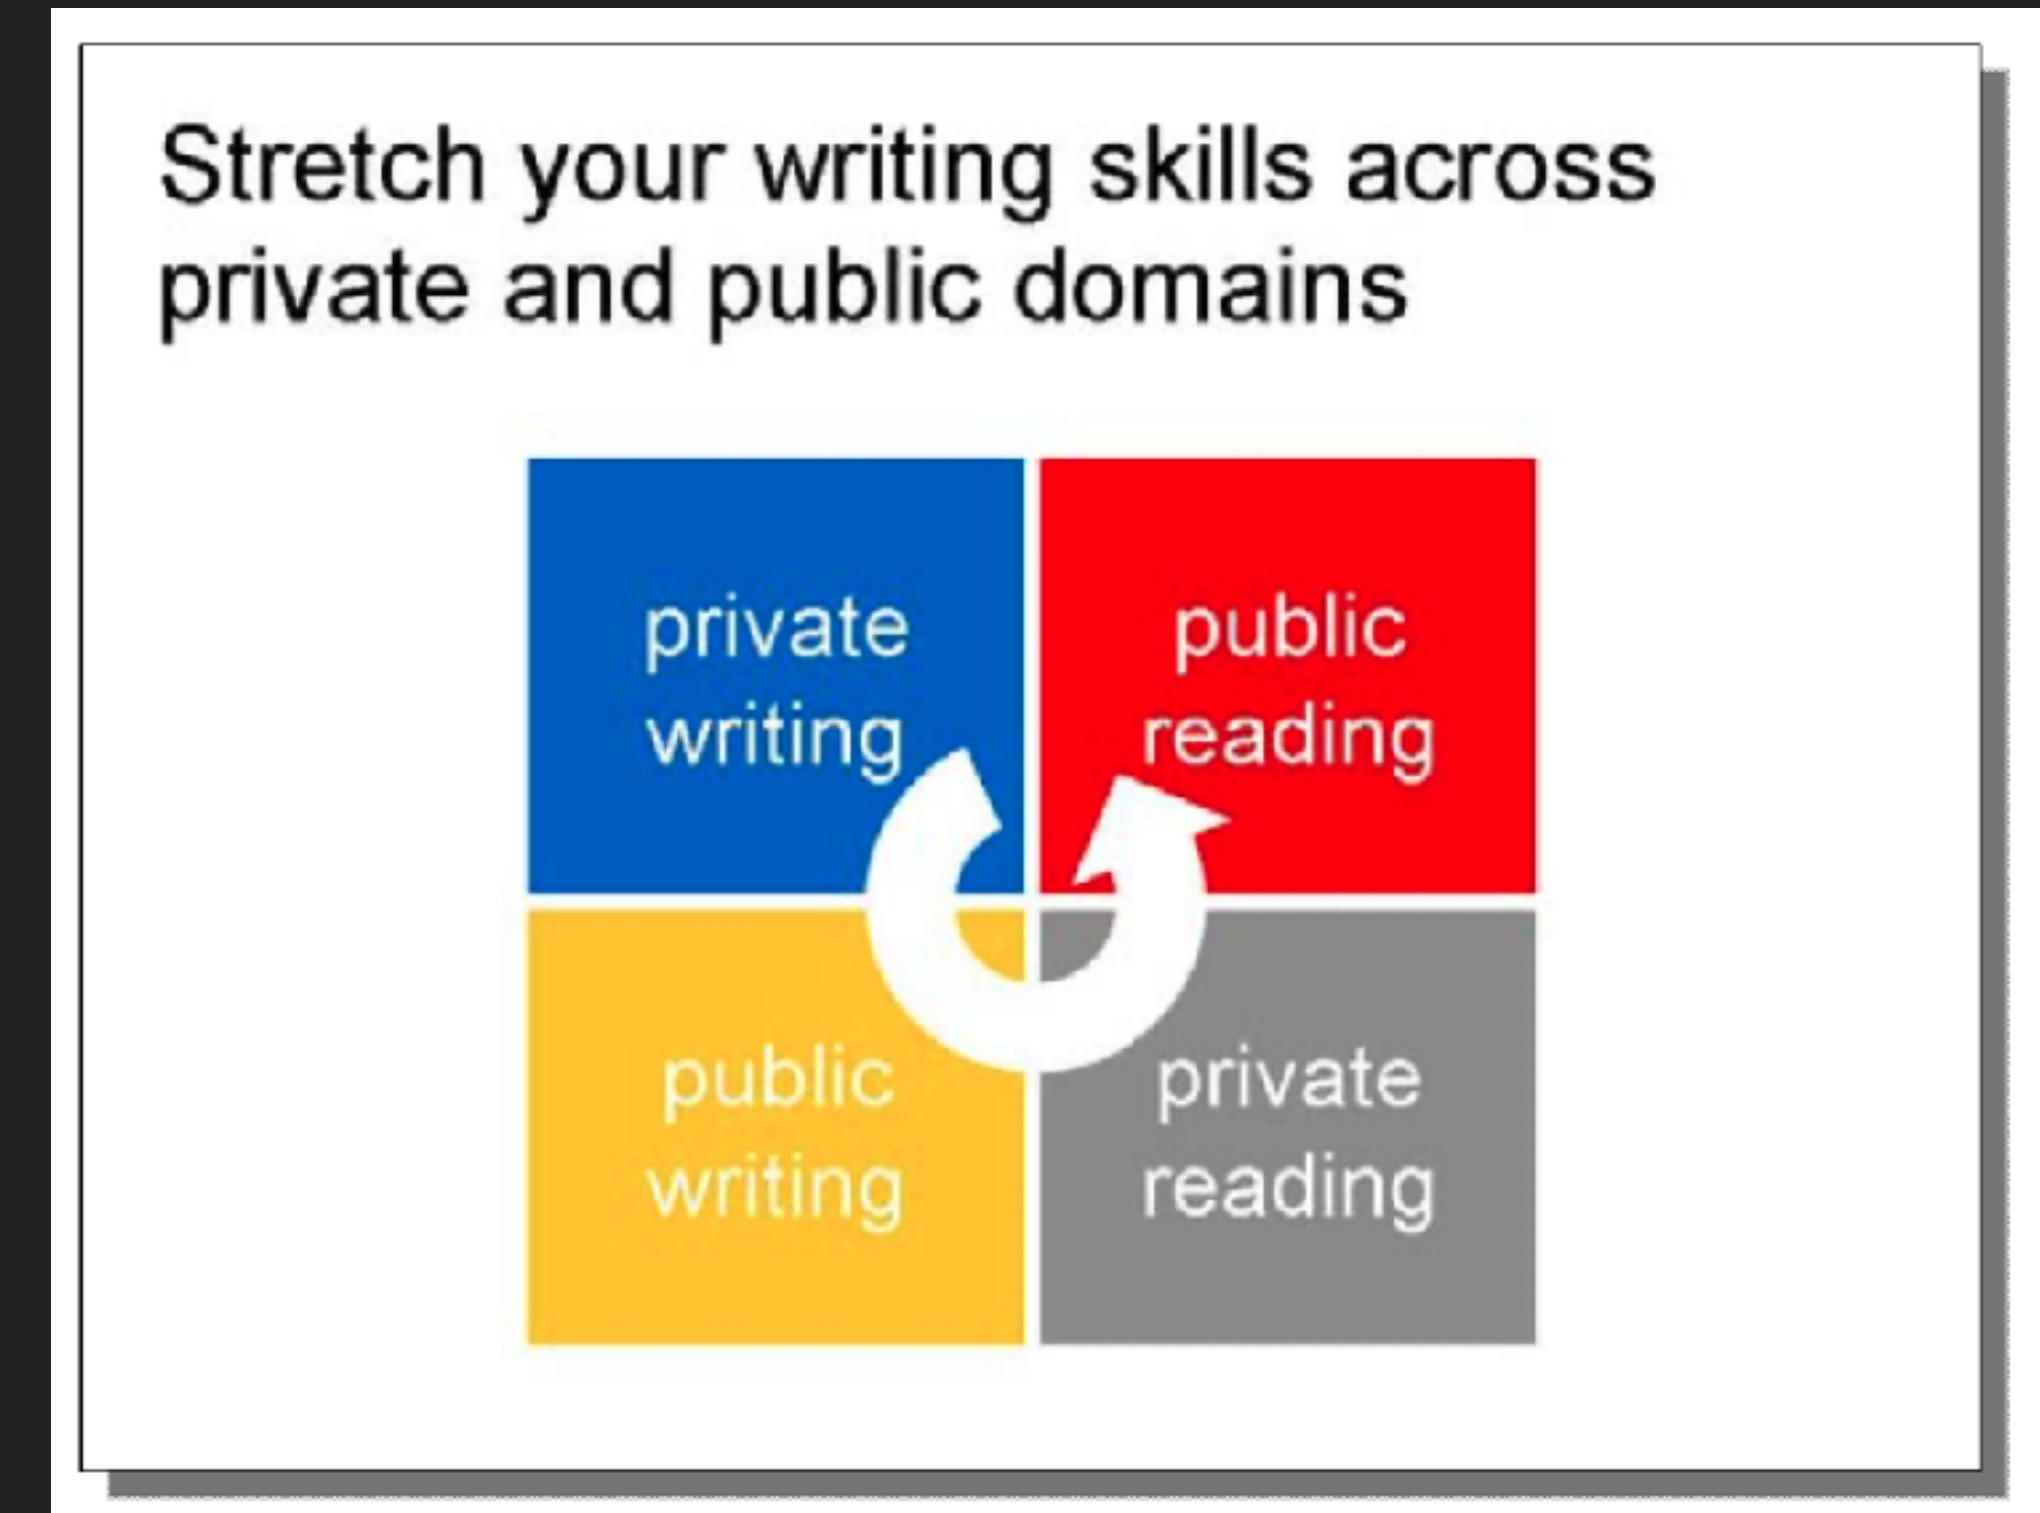 Stretch your writing skills across
private and public domains
private
writing
public
reading
public
writing
private
reading